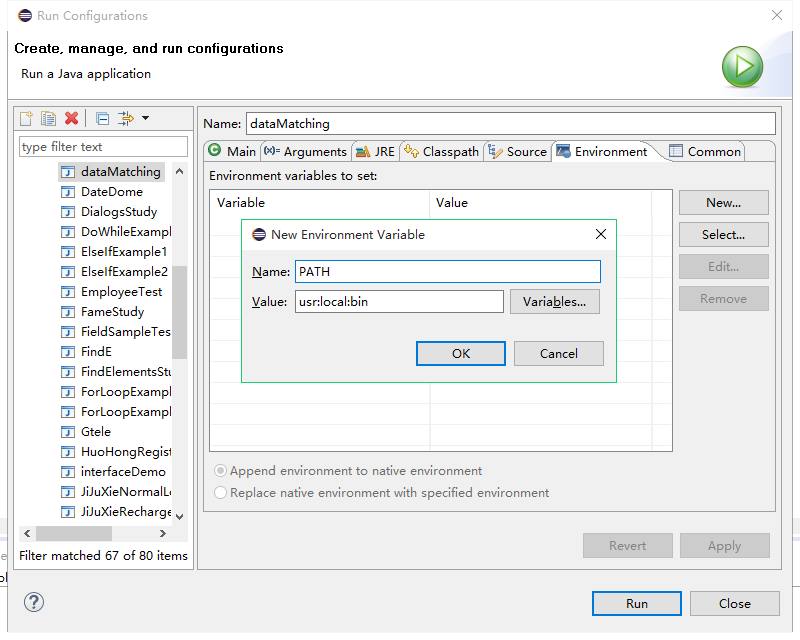 Run Configurations
Create, manage, and run configurations
Run a Java application
type filter text
dataMatching
DateDome
DialogsStudy
DoWhileExampl
ElseIfExample1
ElseIfExample2
EmployeeTest
FameStudy
FieldSampleTes
FindE
FindElementsStu
ForLoopExampl
ForLoopExampl
Gtele
HuoHongRegist
interfaceDemo
JiJuXieNormalLo
JiJuXieRecharge
Filter matched 67 of 80 items
Name: dataMatching
Main (x)= Arguments JRE Classpath Source Environment Common
Environment variables to set:
Variable Value
New...
Select...
Edit...
Remove
New Environment Variable
Name: PATH
Value: usr:local:bin Variables...
OK Cancel
Append environment to native environment
Replace native environment with specified environment
Revert Apply
Run Close